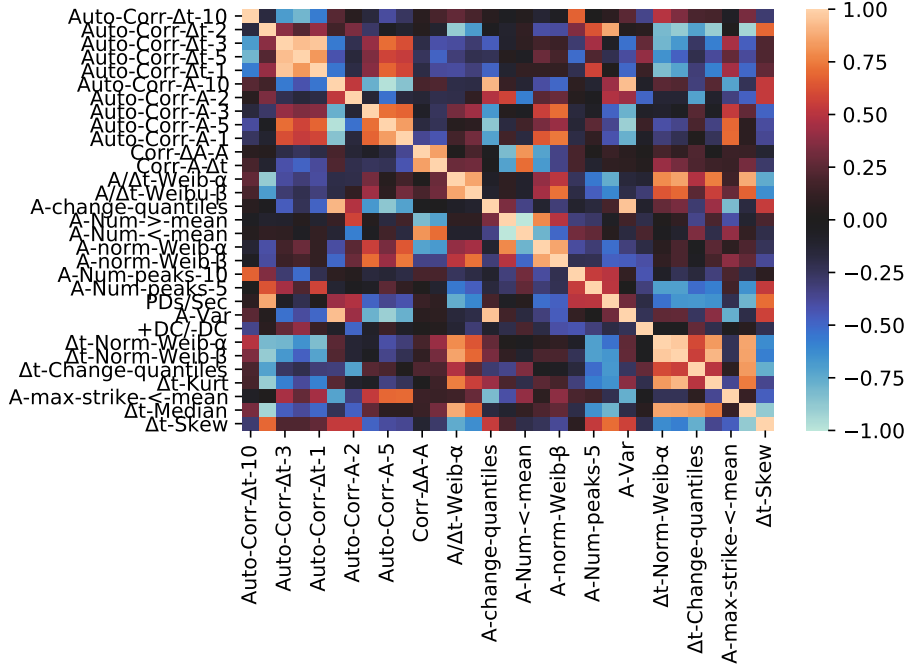 Auto-Corr-Δt-10
Auto-Corr-Δt-2
Auto-Corr-Δt-3
Auto-Corr-Δt-5
Auto-Corr-Δt-1
Auto-Corr-A-10
Auto-Corr-A-2
Auto-Corr-A-3
Auto-Corr-A-5
Auto-Corr-A-1
Corr-ΔA-A
Corr-A-Δt
A/Δt-Weib-α
A/Δt-Weibu-β
A-change-quantiles
A-Num->-mean
A-Num-<-mean
A-norm-Weib-α
A-norm-Weib-β
A-Num-peaks-10
A-Num-peaks-5
PDs/Sec
A-Var
+DC/-DC
Δt-Norm-Weib-α
Δt-Norm-Weib-β
Δt-Change-quantiles
Δt-Kurt
A-max-strike-<-mean
Δt-Median
Δt-Skew
Auto-Corr-Δt-10
Auto-Corr-Δt-3
Auto-Corr-Δt-1
Auto-Corr-A-2
Auto-Corr-A-5
Corr-ΔA-A
A/Δt-Weib-α
A-change-quantiles
A-Num-<-mean
A-norm-Weib-β
A-Num-peaks-5
A-Var
Δt-Norm-Weib-α
Δt-Change-quantiles
A-max-strike-<-mean
Δt-Skew
1.00
0.75
0.50
0.25
0.00
−0.25
−0.50
−0.75
−1.00